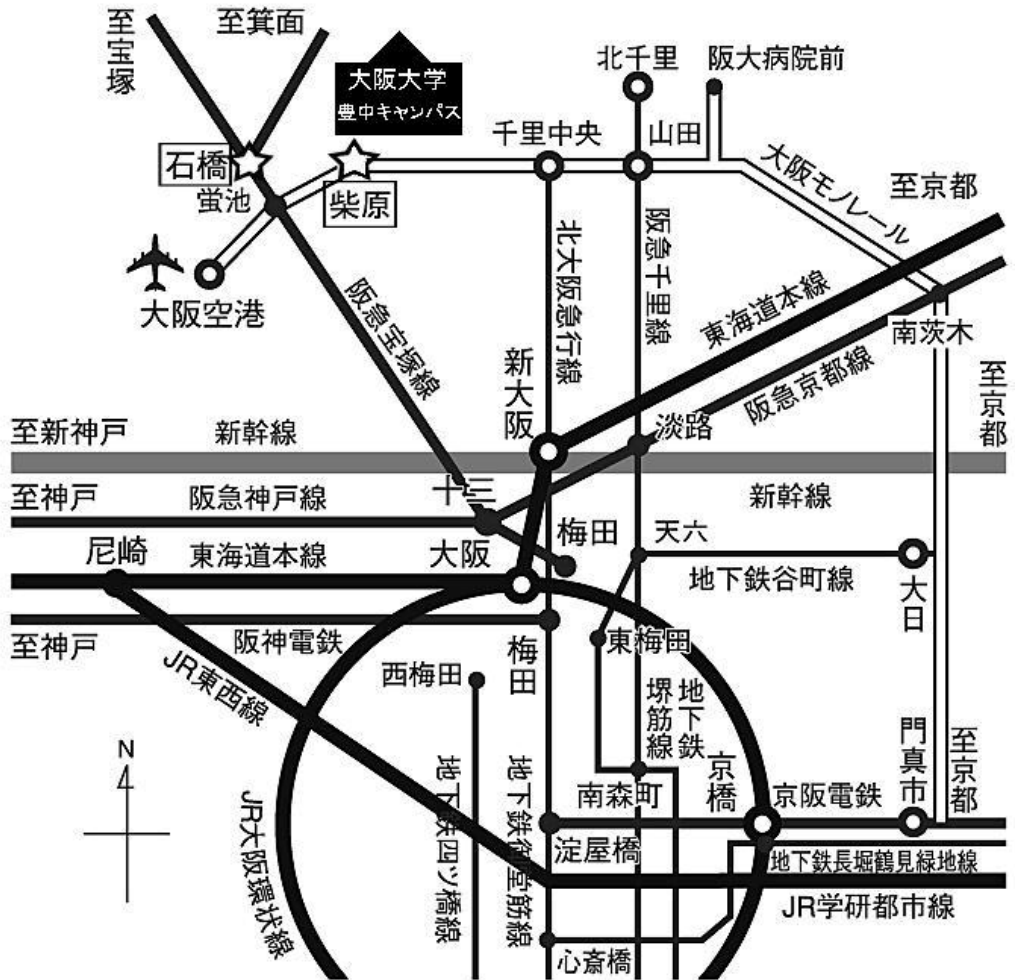 至宝塚
至箕面
大阪大学
豊中キャンパス
北千里
阪大病院前
千里中央
山田
石橋
柴原
蛍池
大阪モノレール
至京都
大阪空港
阪急宝塚線
北大阪急行線
阪急千里線
東海道本線
阪急京都線
南茨木
新大阪
至京都
至新神戸
新幹線
淡路
至神戸
阪急神戸線
十三
新幹線
尼崎
東海道本線
大阪
梅田
天六
地下鉄谷町線
大日
至神戸
阪神電鉄
梅田
東梅田
JR東西線
西梅田
地下鉄
堺筋線
門真市
至京都
N
京橋
京阪電鉄
南森町
JR大阪環状線
地下鉄四ツ橋線
地下鉄御堂筋線
淀屋橋
地下鉄長堀鶴見緑地線
JR学研都市線
心斎橋